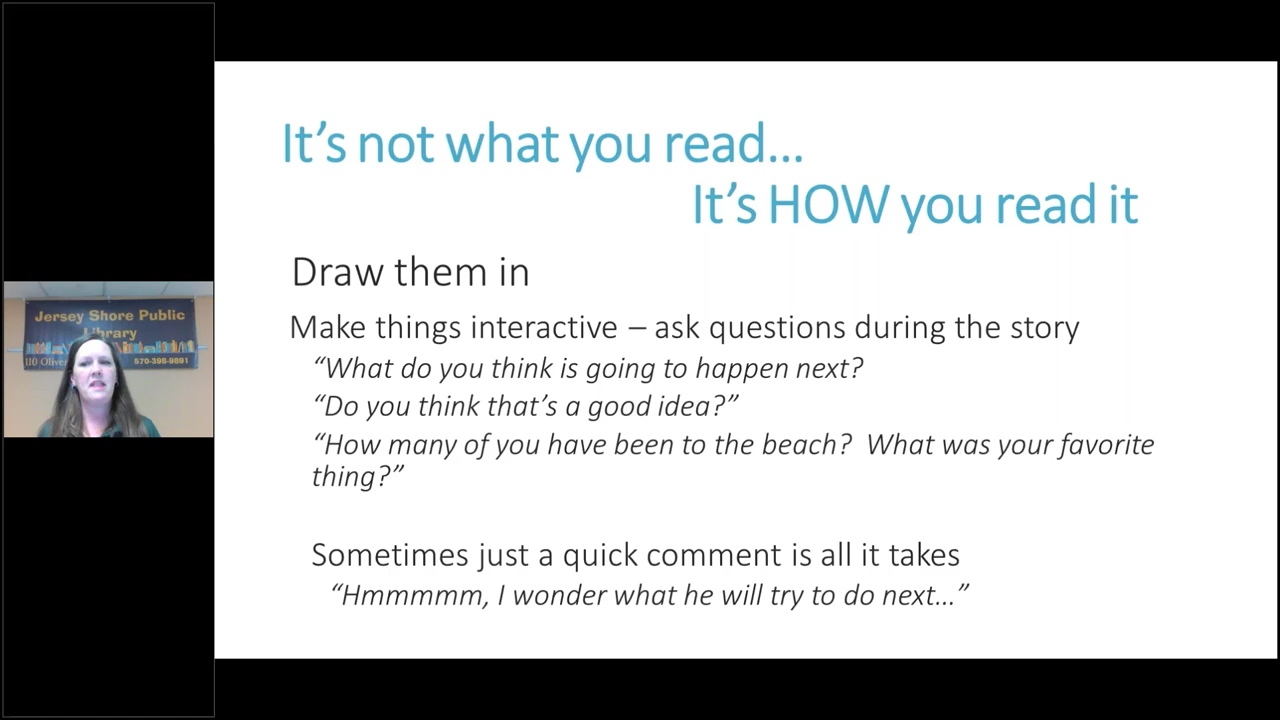 It's not what you read...
It's HOW you read it
Draw them in
Make things interactive – ask questions during the story
“What do you think is going to happen next?
“Do you think that's a good idea?”
“How many of you have been to the beach?  What was your favorite
thing?”
Sometimes just a quick comment is all it takes
“Hmmmmm, I wonder what he will try to do next...”
Jersey Shore Public
Library
110 Olive
570-398-9891